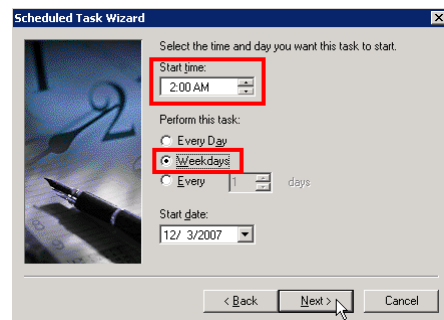 Scheduled Task Wizard
Select the time and day you want this task to start.
Start time:
2:00 AM
Perform this task:
Every Day
Weekdays
Every 1 days
Start date:
12/ 3/2007
< Back Next > Cancel